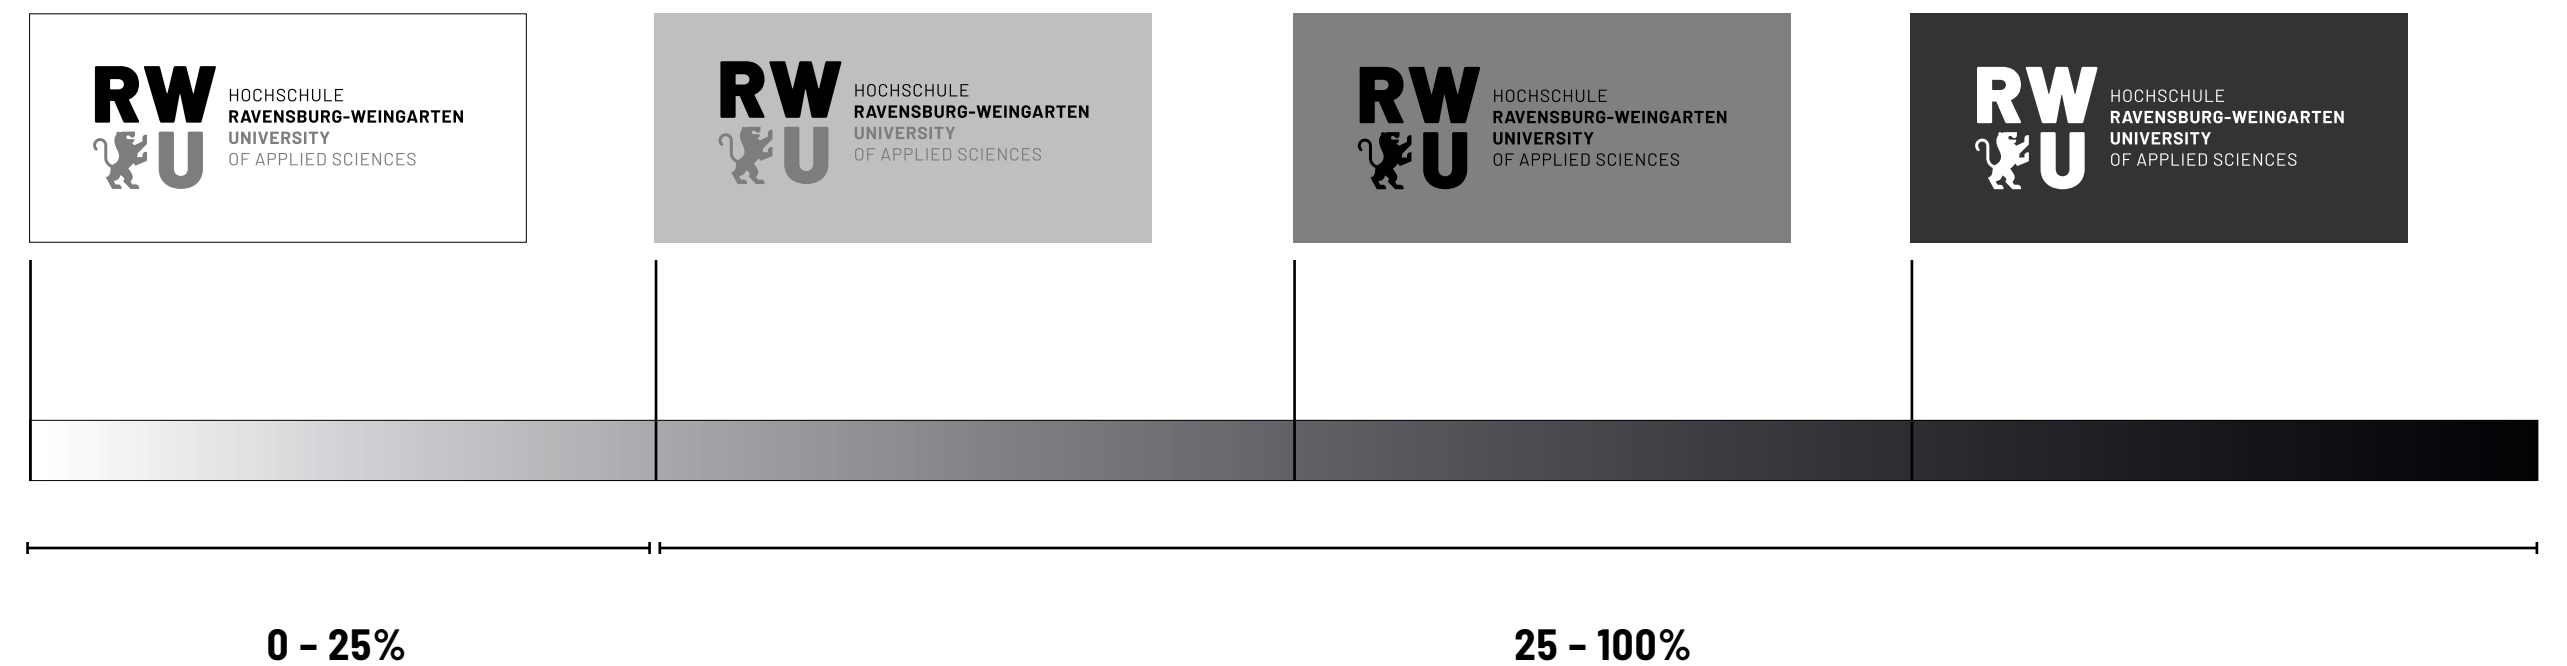 RW
U
HOCHSCHULE
RAVENSBURG-WEINGARTEN
UNIVERSITY
OF APPLIED SCIENCES
RW
U
HOCHSCHULE
RAVENSBURG-WEINGARTEN
UNIVERSITY
OF APPLIED SCIENCES
RW
U
HOCHSCHULE
RAVENSBURG-WEINGARTEN
UNIVERSITY
OF APPLIED SCIENCES
RW
U
HOCHSCHULE
RAVENSBURG-WEINGARTEN
UNIVERSITY
OF APPLIED SCIENCES
0 – 25%
25 – 100%